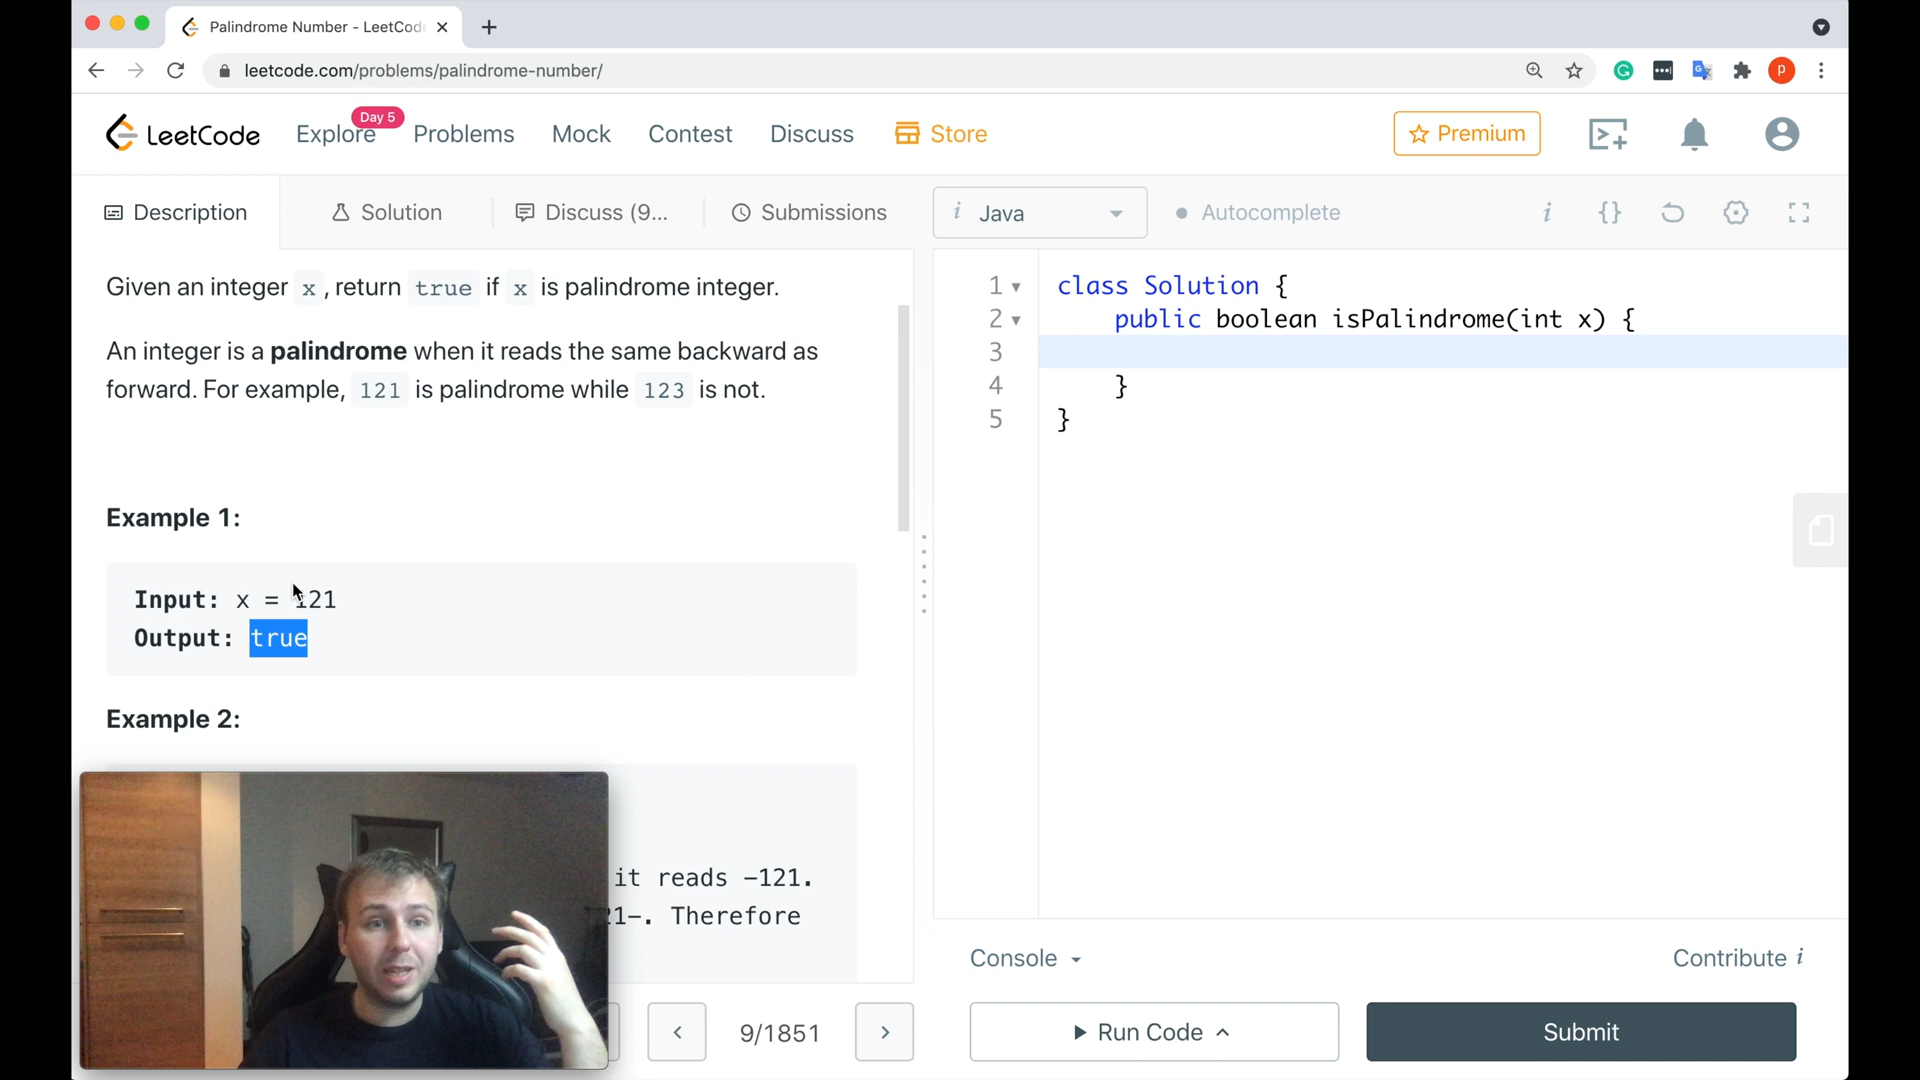 Palindrome Number - LeetCode
leetcode.com/problems/palindrome-number/
P
LeetCode
Explore
Day 5
Problems
Mock
Contest
Discuss
Store
Premium
Description
Solution
Discuss (9...
Submissions
i Java
Autocomplete
i {}
Given an integer x, return true if x is palindrome integer.
An integer is a palindrome when it reads the same backward as
forward. For example, 121 is palindrome while 123 is not.
Example 1:
Input: x = 121
Output: true
Example 2:
it reads -121.
21-. Therefore
9/1851
1 class Solution {
2 public boolean isPalindrome(int x) {
3
4 }
5 }
Console
Contribute i
Run Code
Submit